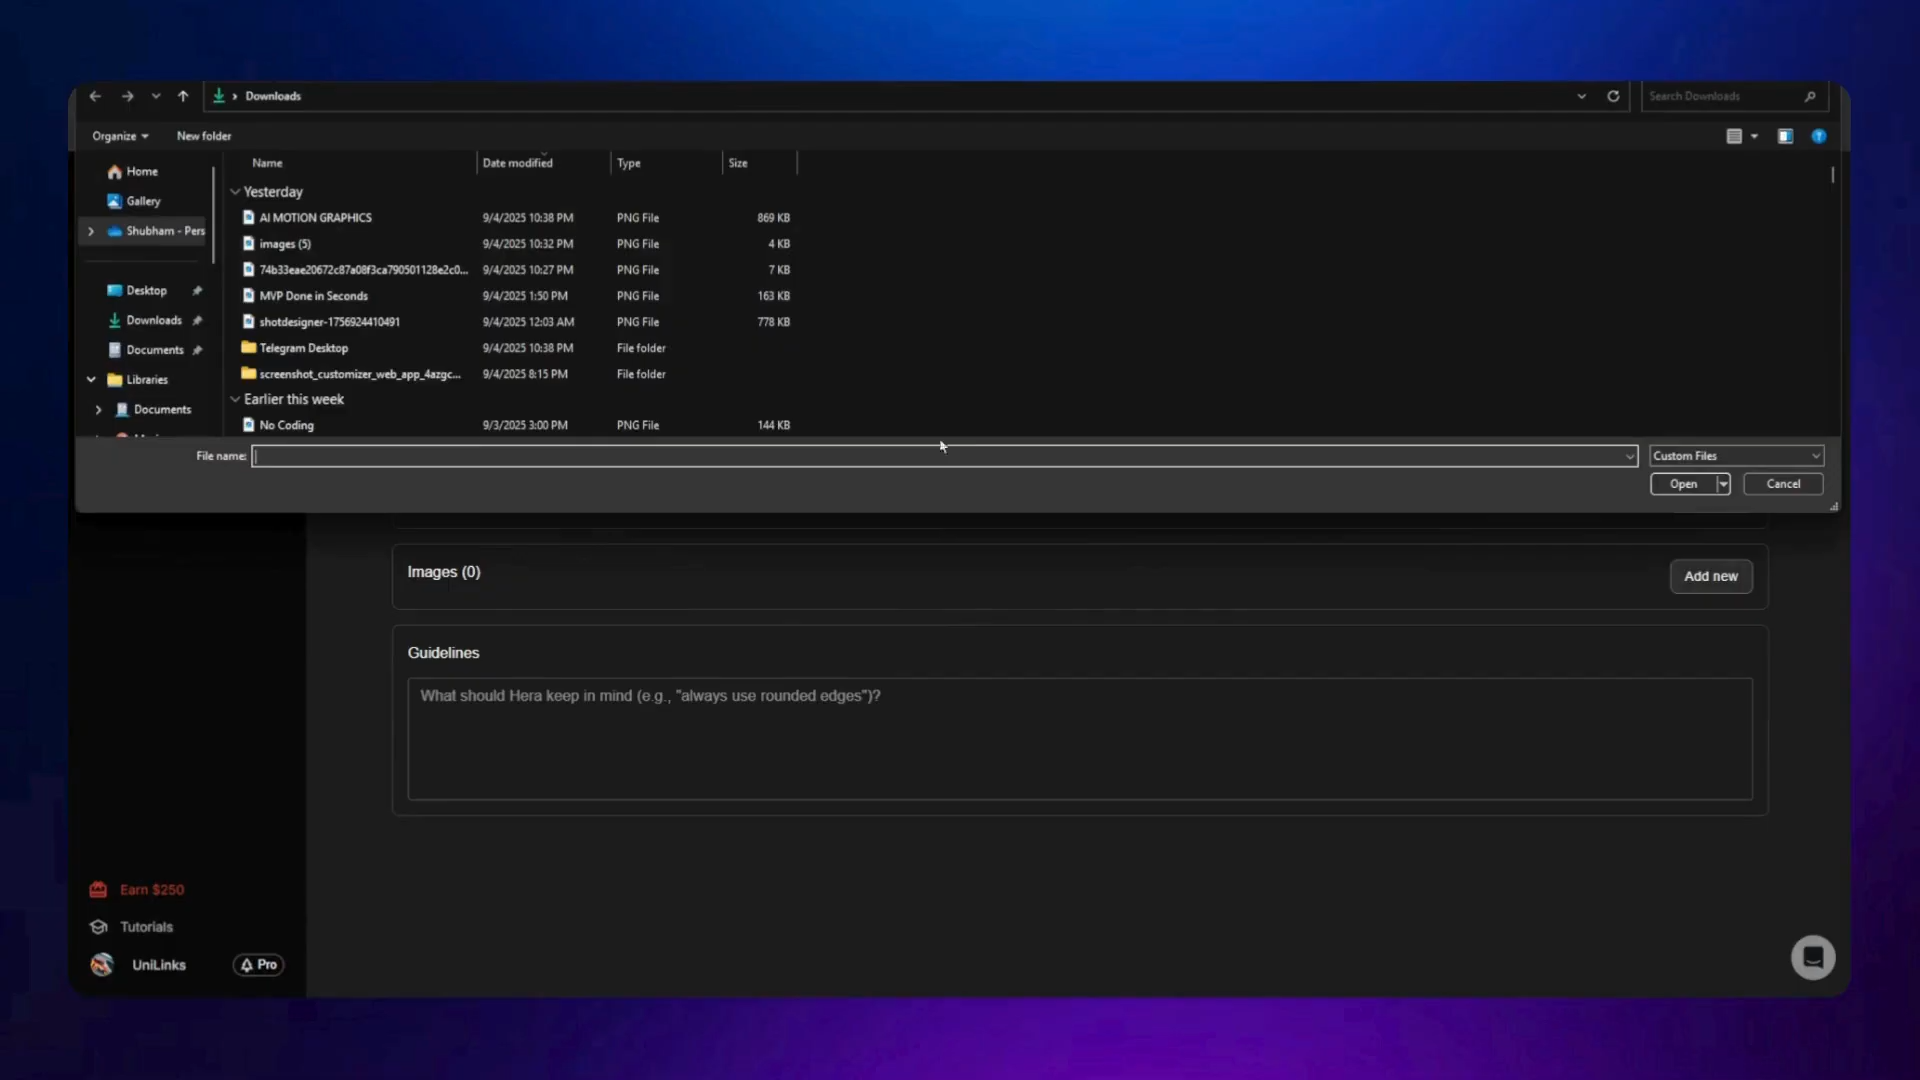 Downloads
Search Downloads
Organize
New folder
Home
Gallery
Shubham - Pers
Desktop
Downloads
Documents
Libraries
Documents
Name Date modified Type Size
Yesterday
AI MOTION GRAPHICS 9/4/2025 10:38 PM PNG File 869 KB
images (5) 9/4/2025 10:32 PM PNG File 4 KB
74b33eae20672c87a08f3ca790501128e2c0... 9/4/2025 10:27 PM PNG File 7 KB
MVP Done in Seconds 9/4/2025 1:50 PM PNG File 163 KB
shotdesigner-1756924410491 9/4/2025 12:03 AM PNG File 778 KB
Telegram Desktop 9/4/2025 10:38 PM File folder
screenshot_customizer_web_app_4azgc... 9/4/2025 8:15 PM File folder
Earlier this week
No Coding 9/3/2025 3:00 PM PNG File 144 KB
File name:
Custom Files
Open
Cancel
Images (0)
Add new
Guidelines
What should Hera keep in mind (e.g., "always use rounded edges")?
Earn $250
Tutorials
UniLinks
Pro